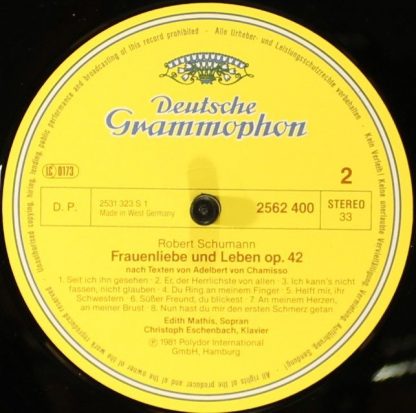 Unauthorized copying, hiring, lending, public performance and broadcasting of this record prohibited · Alle Urheber- und Leistungsschutzrechte vorbehalten · Kein Verleih! Keine unerlaubte Vervielfältigung, Vermietung, Aufführung, Sendung! · All rights of the producer and of the owner of the work reserved ·
Deutsche
Grammophon
LC 0173
2
D. P.
2531 323 S 1
Made in West Germany
2562 400
STEREO
33
Robert Schumann
Frauenliebe und Leben op. 42
nach Texten von Adelbert von Chamisso
1. Seit ich ihn gesehen · 2. Er, der Herrlichste von allen · 3. Ich kann's nicht
fassen, nicht glauben · 4. Du Ring an meinem Finger · 5. Helft mir, ihr
Schwestern · 6. Süßer Freund, du blickest · 7. An meinem Herzen,
an meiner Brust · 8. Nun hast du mir den ersten Schmerz getan
Edith Mathis, Sopran
Christoph Eschenbach, Klavier
Ⓟ 1981 Polydor International
GmbH, Hamburg